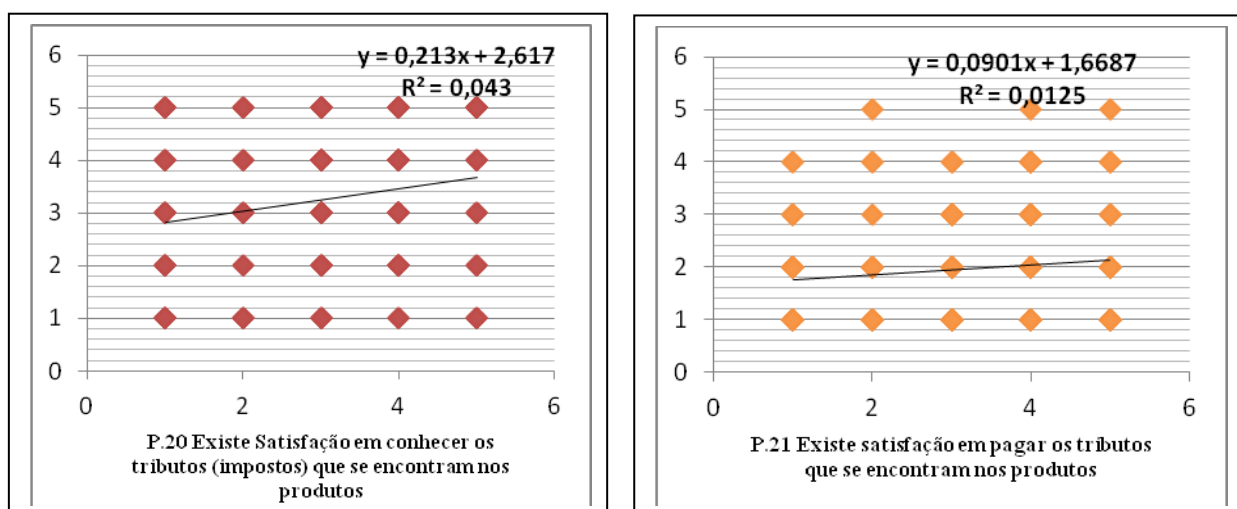 y = 0,213x + 2,617
R² = 0,043
6
5
4
3
2
1
0
0 2 4 6
P.20 Existe Satisfação em conhecer os
tributos (impostos) que se encontram nos
produtos
y = 0,0901x + 1,6687
R² = 0,0125
6
5
4
3
2
1
0
0 2 4 6
P.21 Existe satisfação em pagar os tributos
que se encontram nos produtos